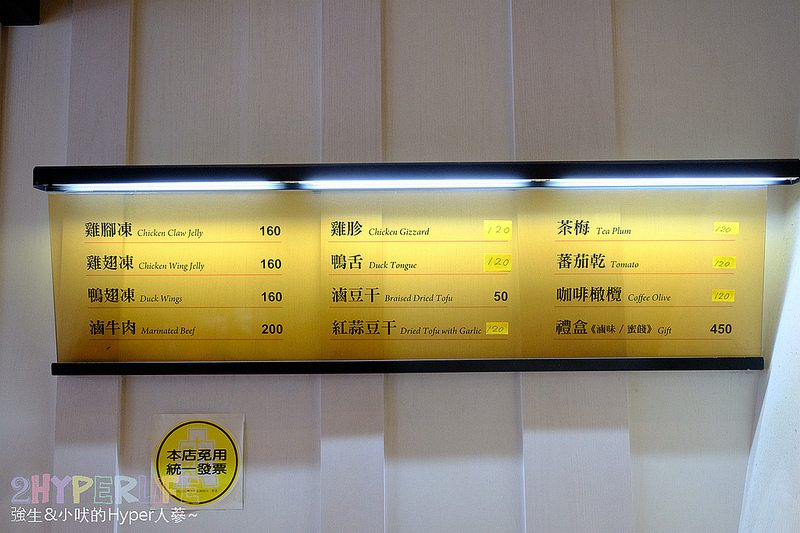 雞腳凍 Chicken Claw Jelly 160
雞翅凍 Chicken Wing Jelly 160
鴨翅凍 Duck Wings 160
滷牛肉 Marinated Beef 200
雞胗 Chicken Gizzard 120
鴨舌 Duck Tongue 120
滷豆干 Braised Dried Tofu 50
紅蒜豆干 Dried Tofu with Garlic 120
茶梅 Tea Plum 120
蕃茄乾 Tomato 120
咖啡橄欖 Coffee Olive 120
禮盒《滷味 / 蜜餞》 Gift 450
本店免用
統一發票
2HYPERLIFE
強生&小吠的Hyper人蔘~